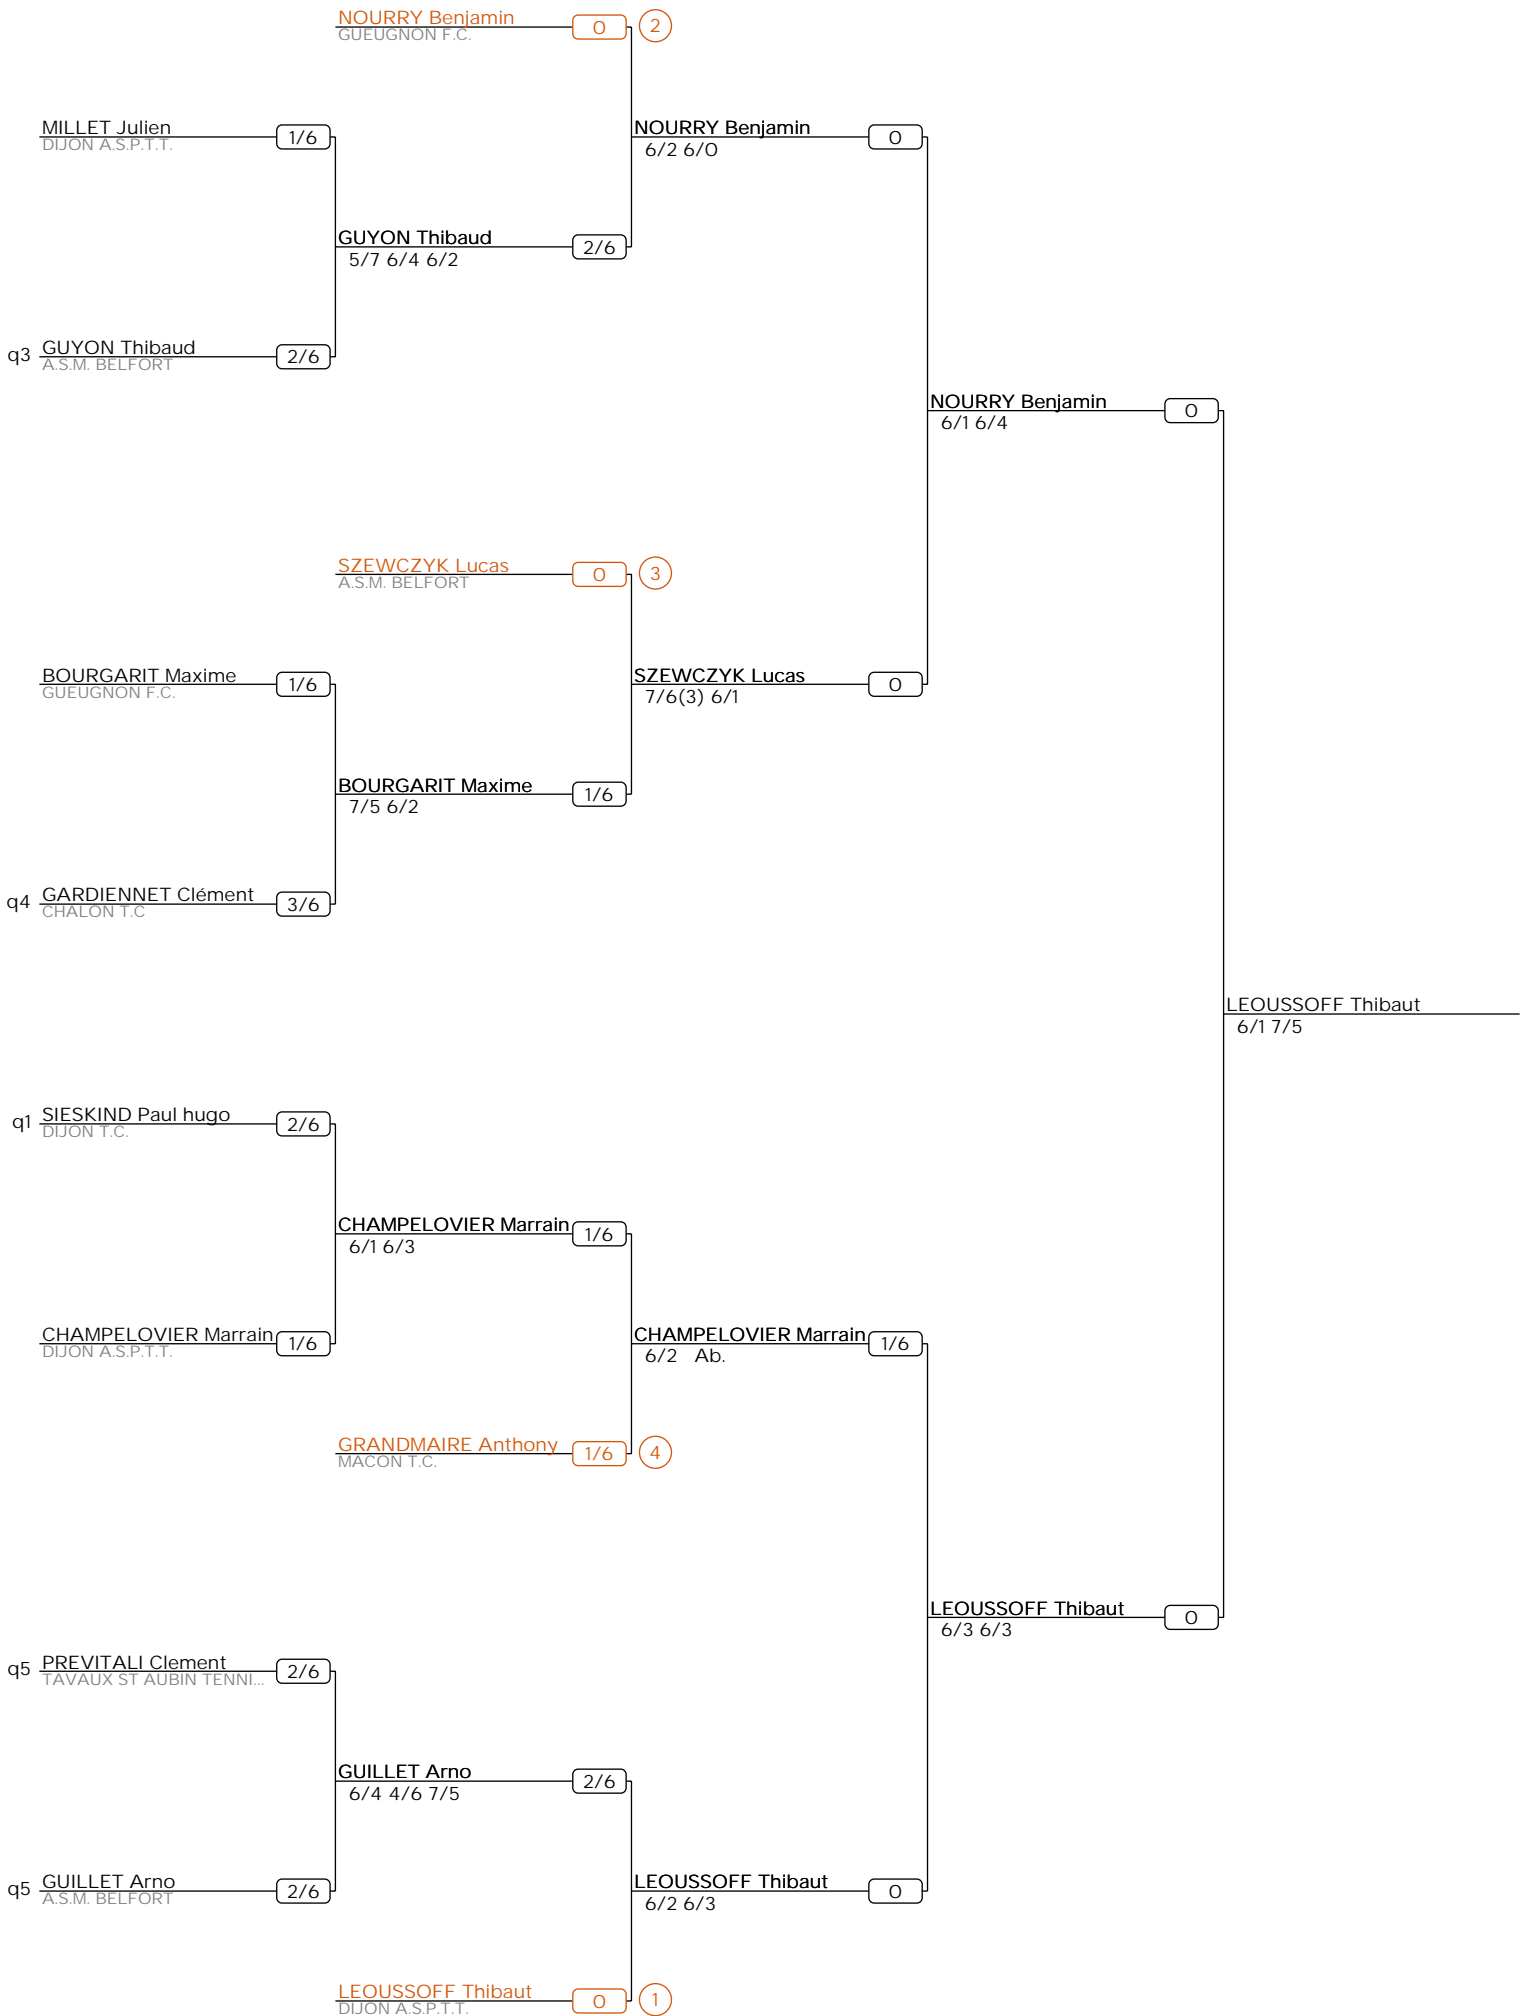 NOURRY Benjamin
GUEUGNON F.C.
0
2
MILLET Julien
DIJON A.S.P.T.T.
1/6
NOURRY Benjamin
6/2 6/0
0
GUYON Thibaud
5/7 6/4 6/2
2/6
q3
GUYON Thibaud
A.S.M. BELFORT
2/6
NOURRY Benjamin
6/1 6/4
0
SZEWCZYK Lucas
A.S.M. BELFORT
0
3
BOURGARIT Maxime
GUEUGNON F.C.
1/6
SZEWCZYK Lucas
7/6(3) 6/1
0
BOURGARIT Maxime
7/5 6/2
1/6
q4
GARDIENNET Clément
CHALON T.C
3/6
LEOUSSOFF Thibaut
6/1 7/5
q1
SIESKIND Paul hugo
DIJON T.C.
2/6
CHAMPELOVIER Marrain
6/1 6/3
1/6
CHAMPELOVIER Marrain
DIJON A.S.P.T.T.
1/6
CHAMPELOVIER Marrain
6/2 Ab.
1/6
GRANDMAIRE Anthony
MACON T.C.
1/6
4
LEOUSSOFF Thibaut
6/3 6/3
0
q5
PREVITALI Clement
TAVAUX ST AUBIN TENNI...
2/6
GUILLET Arno
6/4 4/6 7/5
2/6
q5
GUILLET Arno
A.S.M. BELFORT
2/6
LEOUSSOFF Thibaut
6/2 6/3
0
LEOUSSOFF Thibaut
DIJON A.S.P.T.T.
0
1